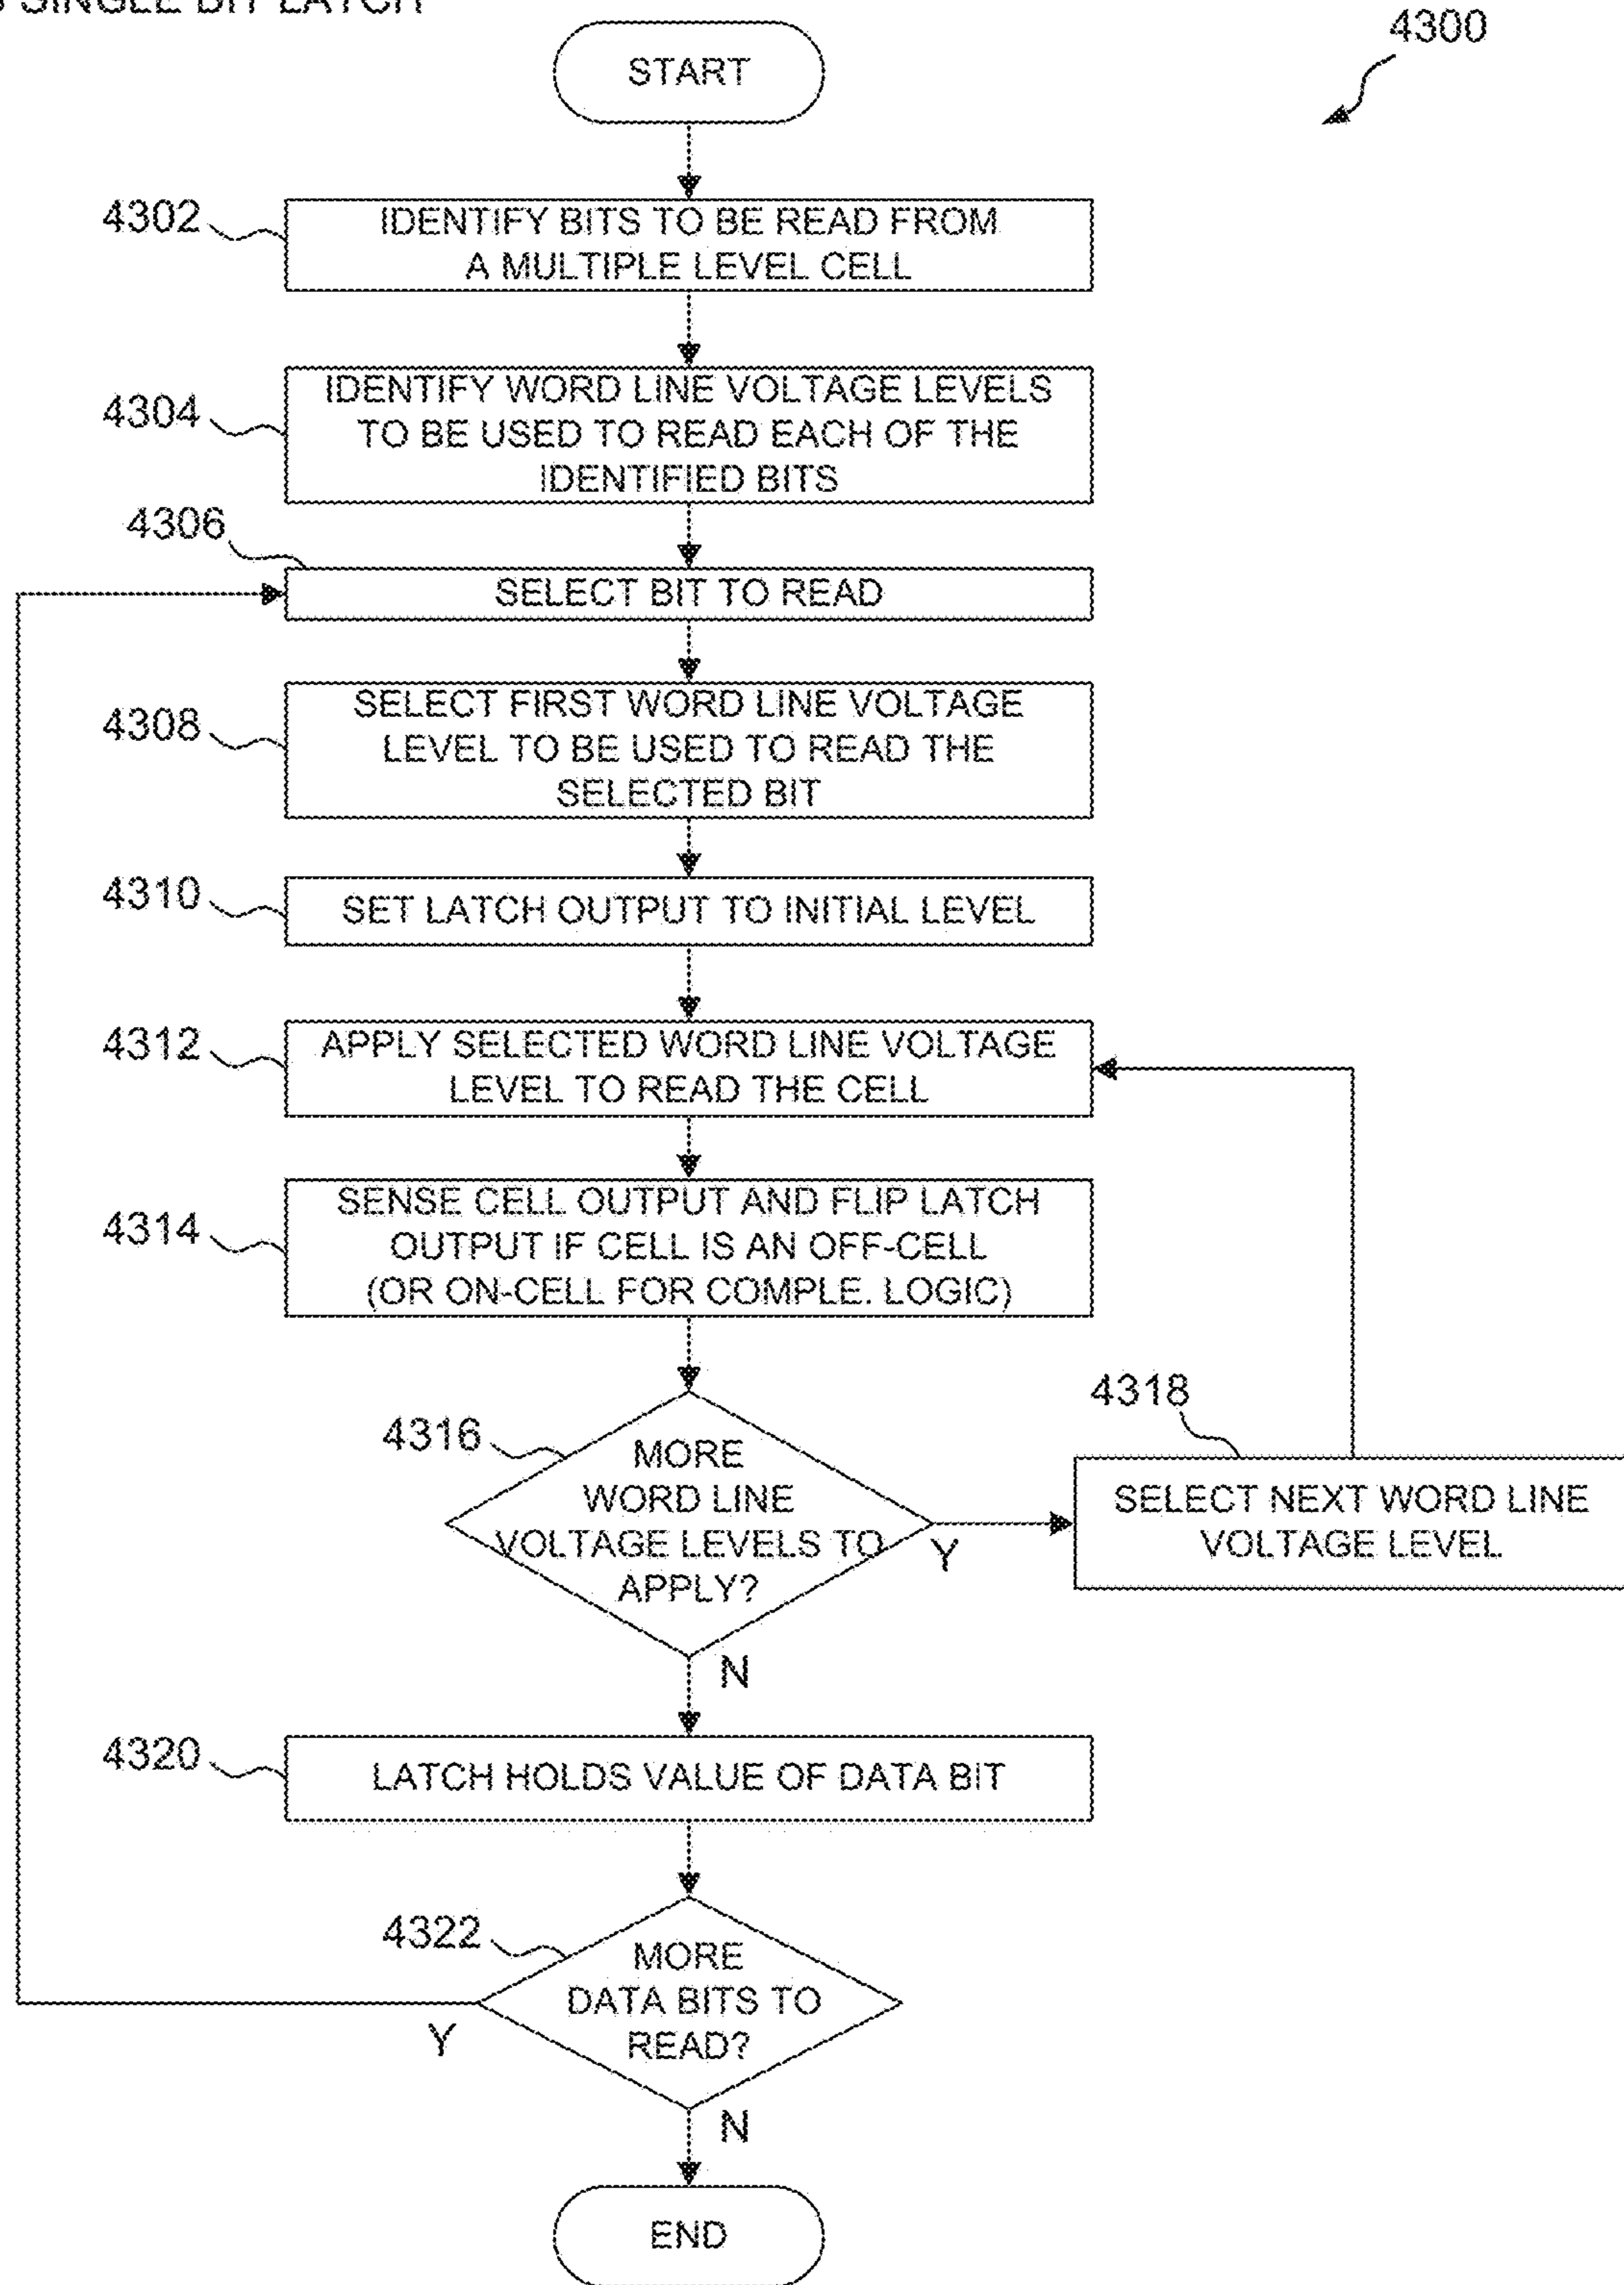 SINGLE BIT LATCH
4300
START
4302
IDENTIFY BITS TO BE READ FROM
A MULTIPLE LEVEL CELL
4304
IDENTIFY WORD LINE VOLTAGE LEVELS
TO BE USED TO READ EACH OF THE
IDENTIFIED BITS
4306
SELECT BIT TO READ
4308
SELECT FIRST WORD LINE VOLTAGE
LEVEL TO BE USED TO READ THE
SELECTED BIT
4310
SET LATCH OUTPUT TO INITIAL LEVEL
4312
APPLY SELECTED WORD LINE VOLTAGE
LEVEL TO READ THE CELL
4314
SENSE CELL OUTPUT AND FLIP LATCH
OUTPUT IF CELL IS AN OFF-CELL
(OR ON-CELL FOR COMPLE. LOGIC)
4316
MORE
WORD LINE
VOLTAGE LEVELS TO
APPLY?
Y
N
4318
SELECT NEXT WORD LINE
VOLTAGE LEVEL
4320
LATCH HOLDS VALUE OF DATA BIT
4322
MORE
DATA BITS TO
READ?
Y
N
END